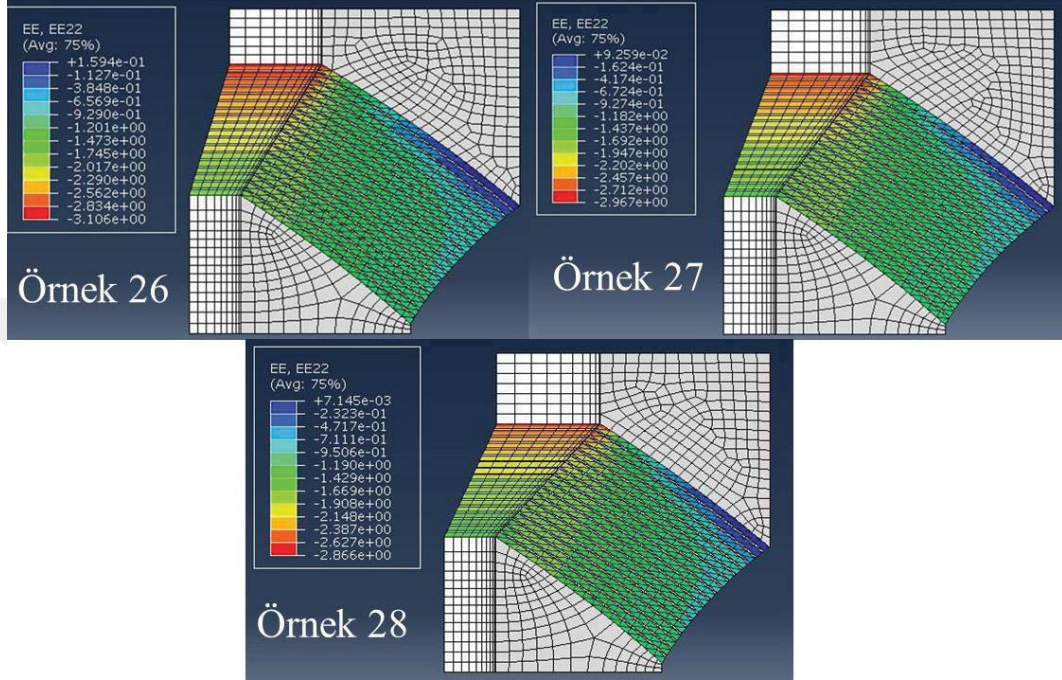 EE, EE22
(Avg: 75%)
+1.594e-01
-1.127e-01
-3.848e-01
-6.569e-01
-9.290e-01
-1.201e+00
-1.473e+00
-1.745e+00
-2.017e+00
-2.290e+00
-2.562e+00
-2.834e+00
-3.106e+00
Örnek 26
EE, EE22
(Avg: 75%)
+9.259e-02
-1.624e-01
-4.174e-01
-6.724e-01
-9.274e-01
-1.182e+00
-1.437e+00
-1.692e+00
-1.947e+00
-2.202e+00
-2.457e+00
-2.712e+00
-2.967e+00
Örnek 27
EE, EE22
(Avg: 75%)
+7.145e-03
-2.323e-01
-4.717e-01
-7.111e-01
-9.506e-01
-1.190e+00
-1.429e+00
-1.669e+00
-1.908e+00
-2.148e+00
-2.387e+00
-2.627e+00
-2.866e+00
Örnek 28